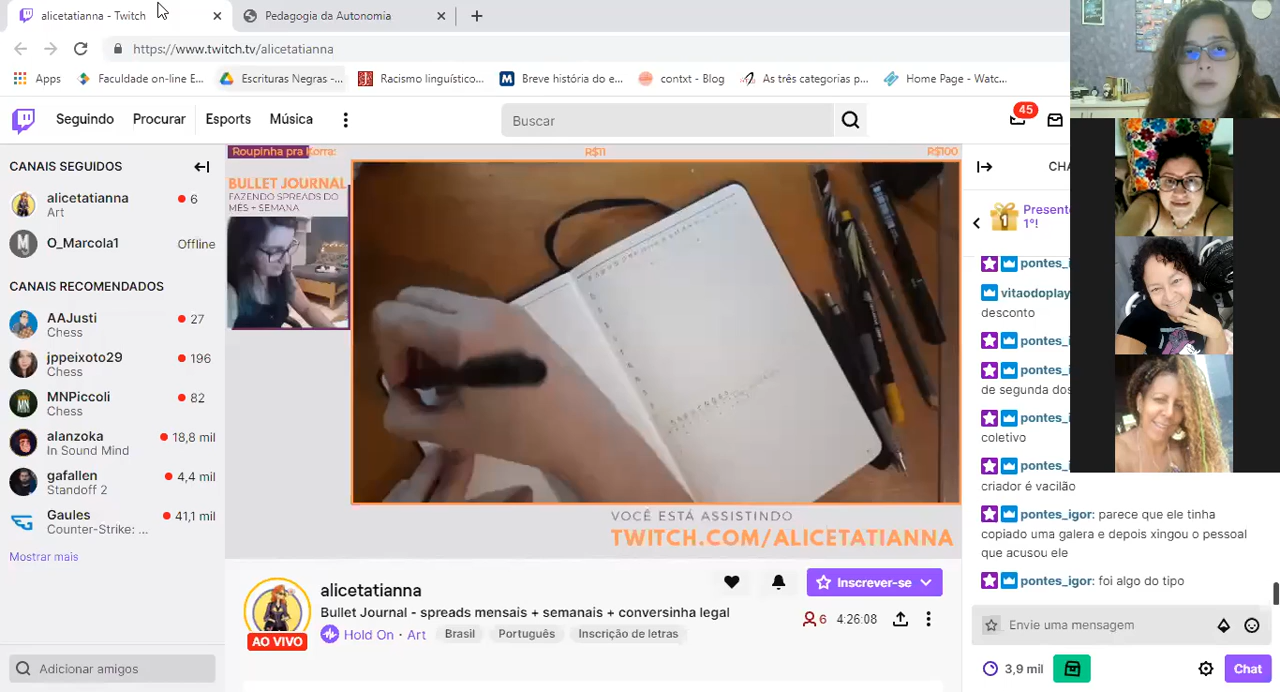 alicetatianna - Twitch
Pedagogia da Autonomia
https://www.twitch.tv/alicetatianna
Apps
Faculdade on-line E...
Escrituras Negras -...
Racismo linguístico...
Breve história do e...
contxt - Blog
As três categorias p...
Home Page - Watc...
Seguindo
Procurar
Esports
Música
Buscar
45
CANAIS SEGUIDOS
alicetatianna
6
Art
O_Marcola1
Offline
CANAIS RECOMENDADOS
AAJusti
27
Chess
jppeixoto29
196
Chess
MNPiccoli
82
Chess
alanzoka
18,8 mil
In Sound Mind
gafallen
4,4 mil
Standoff 2
Gaules
41,1 mil
Counter-Strike: ...
Mostrar mais
Adicionar amigos
Roupinha pra Korra:
R$11
R$100
BULLET JOURNAL
FAZENDO SPREADS DO
MÊS + SEMANA
VOCÊ ESTÁ ASSISTINDO
TWITCH.COM/ALICETATIANNA
AO VIVO
alicetatianna
Bullet Journal - spreads mensais + semanais + conversinha legal
Hold On · Art
Brasil
Português
Inscrição de letras
Inscrever-se
6
4:26:08
CHA
Presente
1°!
1
pontes_i
vitaodoplay
desconto
pontes_
pontes_i
de segunda dos
pontes_i
coletivo
pontes_i
criador é vacilão
pontes_igor: parece que ele tinha
copiado uma galera e depois xingou o pessoal
que acusou ele
pontes_igor: foi algo do tipo
Envie uma mensagem
3,9 mil
Chat